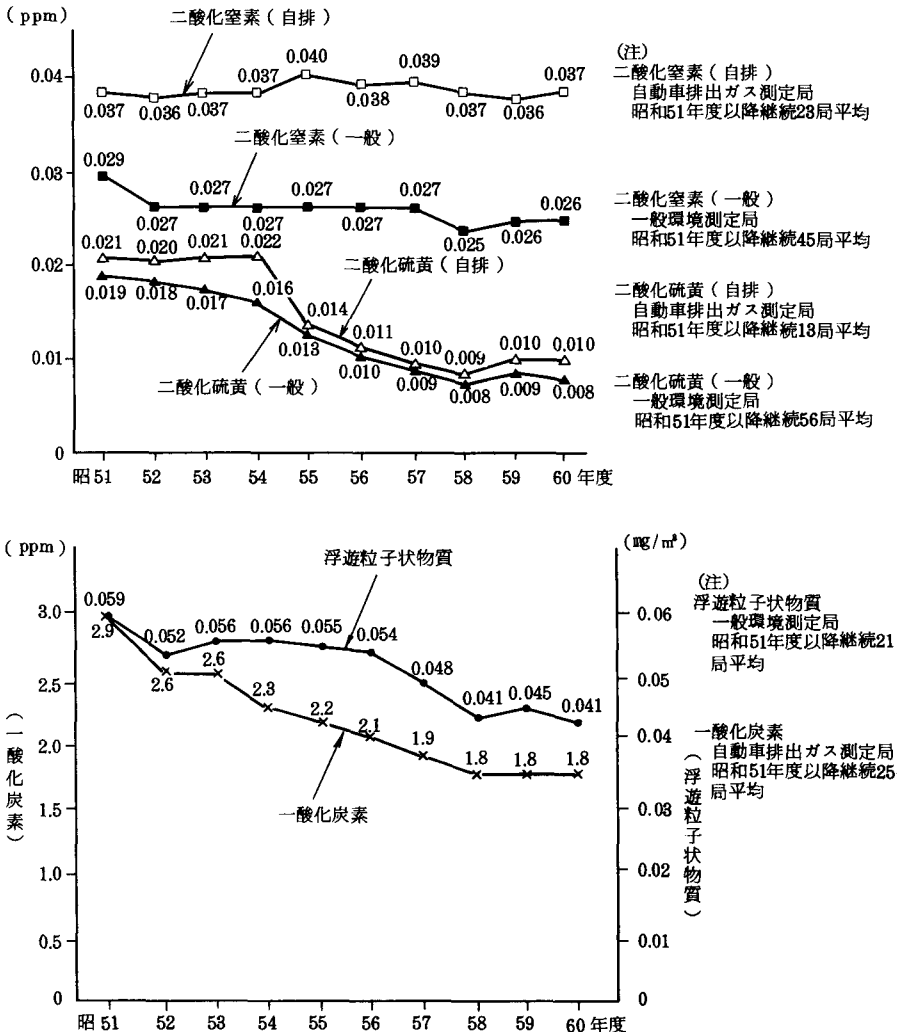 (ppm)
二酸化窒素(自排)
0.040
0.039
0.037
0.037
0.04
0.037
0.036
0.037
0.038
0.037
0.036
二酸化窒素(一般)
0.029
0.03
0.027
0.027
0.027
0.026
0.027
0.027
0.027
0.025
0.026
0.021
0.020
0.021
0.022
二酸化硫黄(自排)
0.02
0.019
0.018
0.017
0.016
0.014
0.011
0.010
0.009
0.010
0.010
0.013
0.010
0.009
0.008
0.009
0.008
0.01
二酸化硫黄(一般)
0
昭51 52 53 54 55 56 57 58 59 60年度
(注)
二酸化窒素(自排)
自動車排出ガス測定局
昭和51年度以降継続23局平均
二酸化窒素(一般)
一般環境測定局
昭和51年度以降継続45局平均
二酸化硫黄(自排)
自動車排出ガス測定局
昭和51年度以降継続13局平均
二酸化硫黄(一般)
一般環境測定局
昭和51年度以降継続56局平均
(ppm)
(mg/m³)
浮遊粒子状物質
3.0
0.059
0.052
0.056
0.056
0.055
0.054
0.048
0.041
0.045
0.041
0.06
2.9
2.6
2.6
2.3
2.2
2.1
1.9
1.8
1.8
1.8
2.5
0.05
2.0
0.04
一酸化炭素
1.5
0.03
1.0
0.02
0.5
0.01
0
0
(一酸化炭素)
(浮遊粒子状物質)
昭51 52 53 54 55 56 57 58 59 60年度
(注)
浮遊粒子状物質
一般環境測定局
昭和51年度以降継続21
局平均
一酸化炭素
自動車排出ガス測定局
昭和51年度以降継続25
局平均